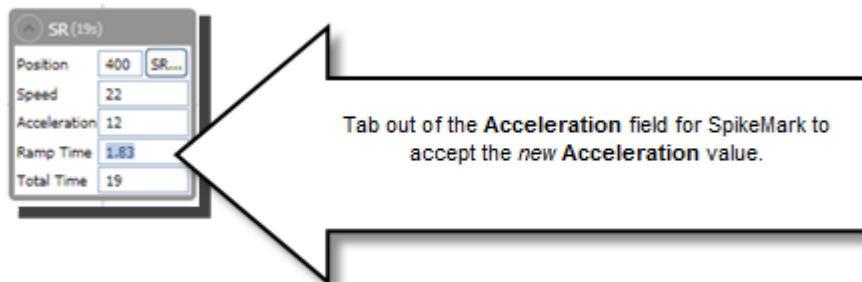 SR (19s)
Position 400 SR...
Speed 22
Acceleration 12
Ramp Time 1.83
Total Time 19
Tab out of the Acceleration field for SpikeMark to
accept the new Acceleration value.